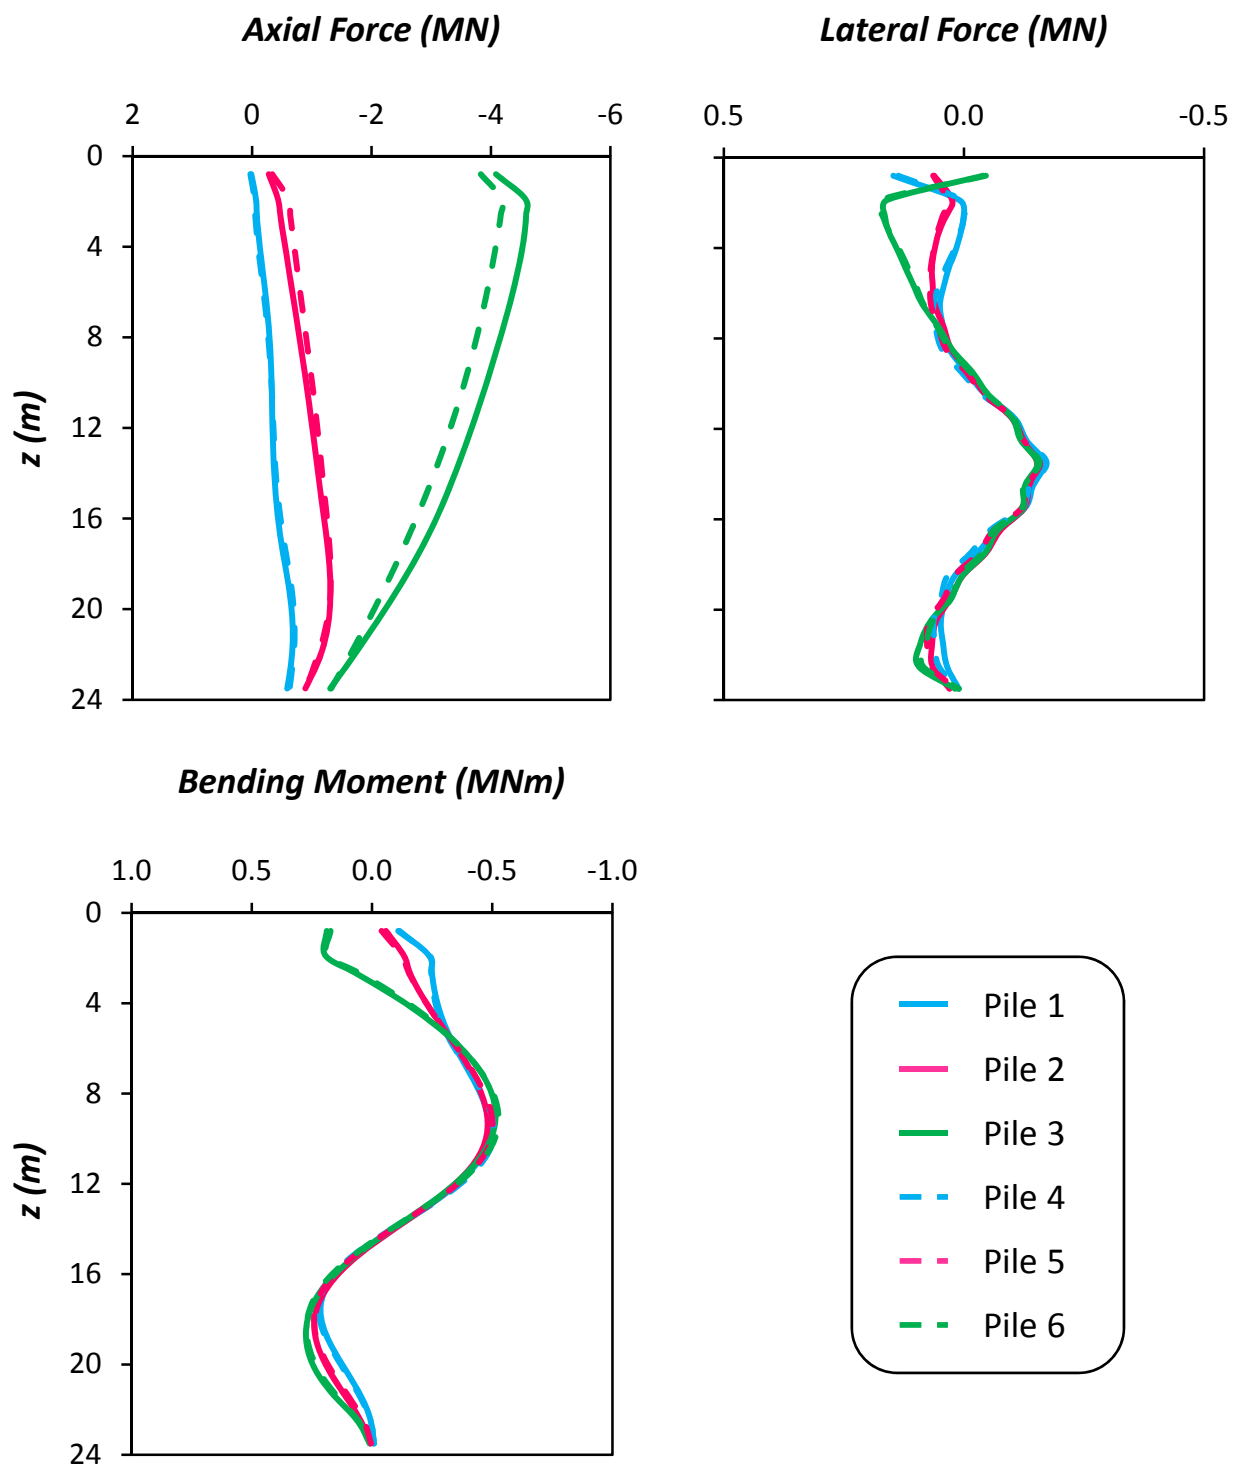 Axial Force (MN)
2 0 -2 -4 -6
0
4
8
12
16
20
24
z (m)
Lateral Force (MN)
0.5 0.0 -0.5
Bending Moment (MNm)
1.0 0.5 0.0 -0.5 -1.0
0
4
8
12
16
20
24
z (m)
Pile 1
Pile 2
Pile 3
Pile 4
Pile 5
Pile 6